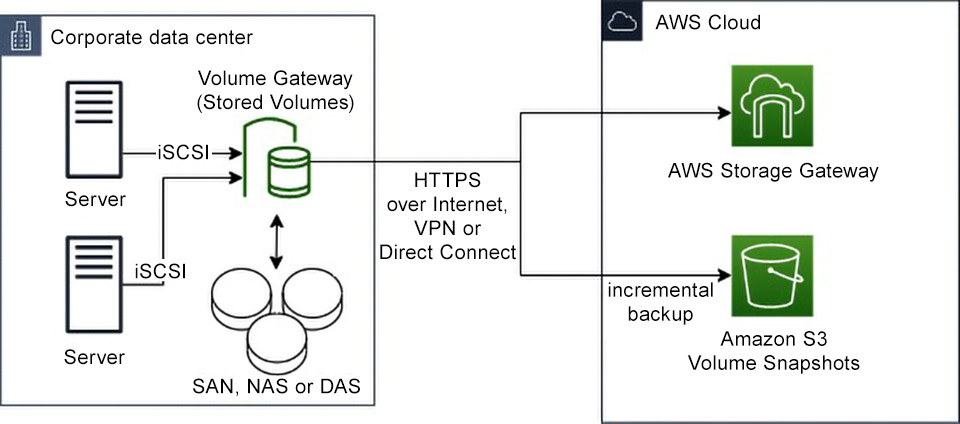 Corporate data center
Volume Gateway
(Stored Volumes)
iSCSI
Server
iSCSI
Server
SAN, NAS or DAS
HTTPS
over Internet,
VPN or
Direct Connect
AWS Cloud
AWS Storage Gateway
incremental
backup
Amazon S3
Volume Snapshots